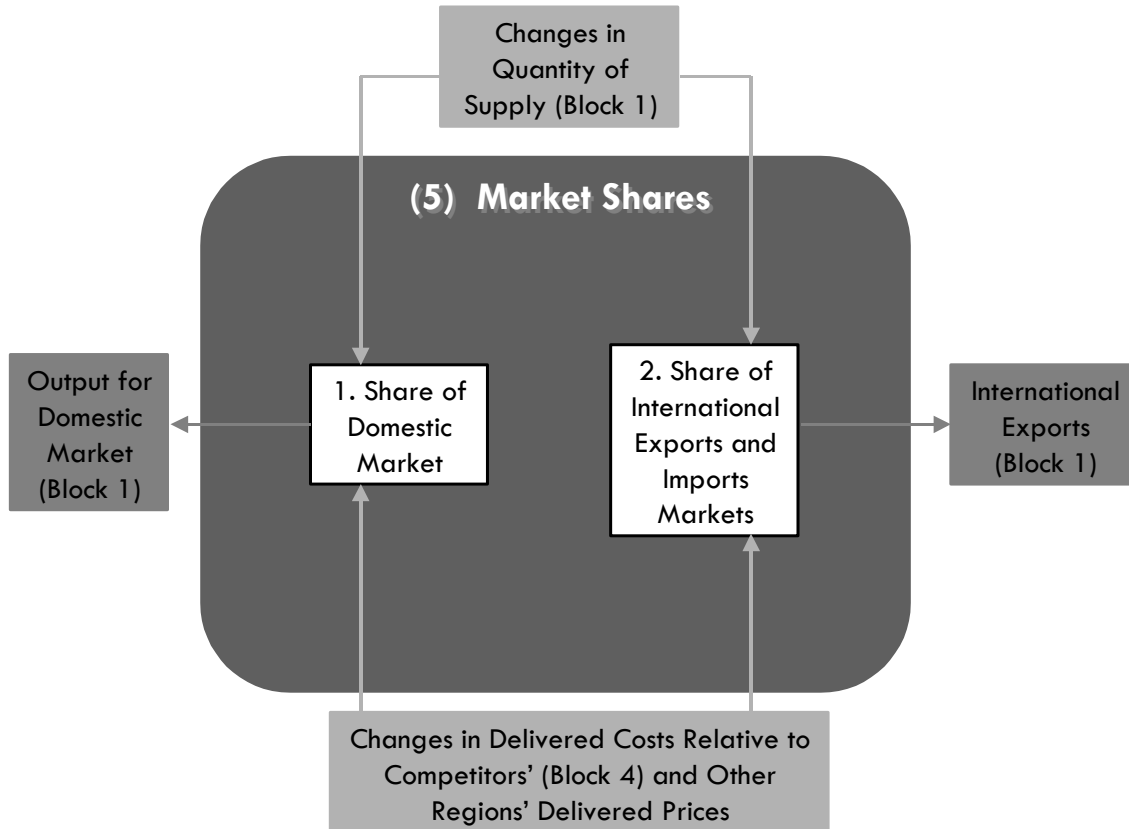 Changes in
Quantity of
Supply (Block 1)
(5) Market Shares
Output for
Domestic
Market
(Block 1)
1. Share of
Domestic
Market
2. Share of
International
Exports and
Imports
Markets
International
Exports
(Block 1)
Changes in Delivered Costs Relative to
Competitors’ (Block 4) and Other
Regions’ Delivered Prices